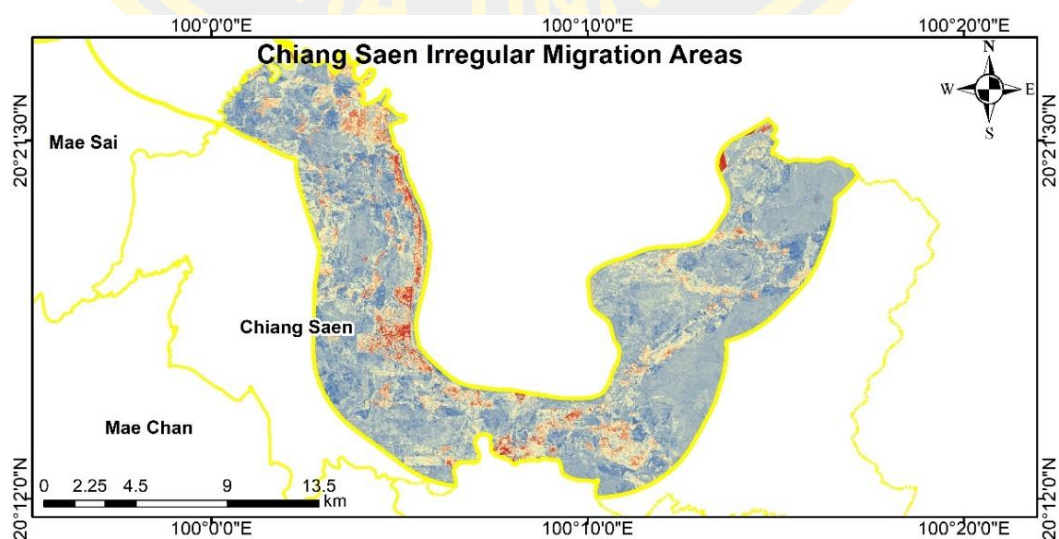 100°0'0"E 100°10'0"E 100°20'0"E
Chiang Saen Irregular Migration Areas
N
W E
S
20°21'30"N 20°21'30"N
Mae Sai
Chiang Saen
Mae Chan
0 2.25 4.5 9 13.5
km
20°12'0"N 20°12'0"N
100°0'0"E 100°10'0"E 100°20'0"E